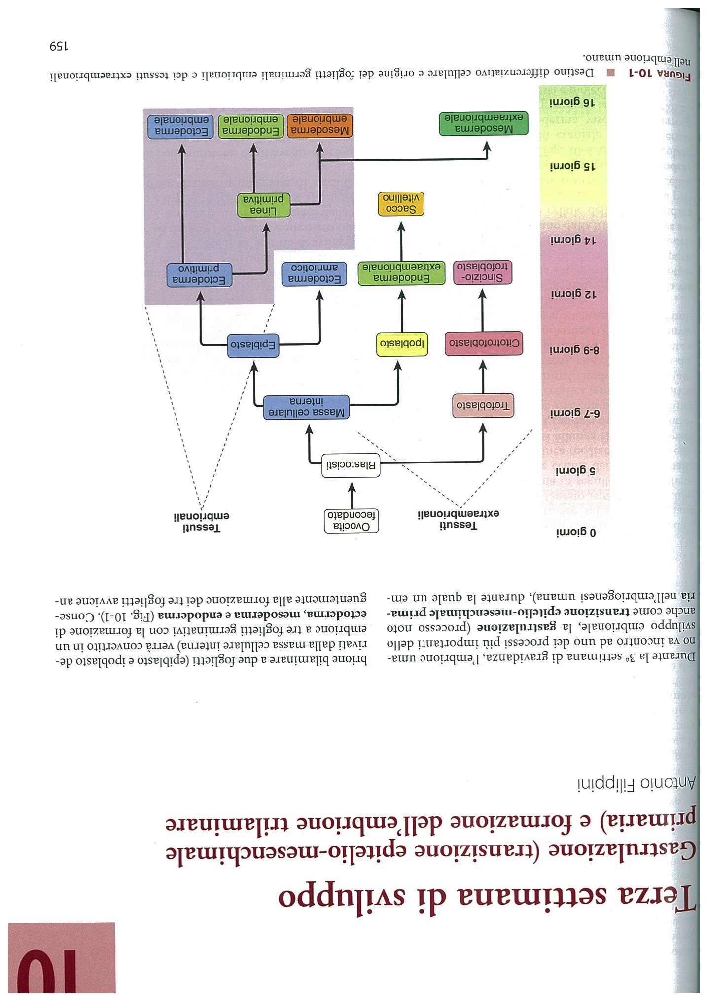 10
Terza settimana di sviluppo
Gastrulazione (transizione epitelio-mesenchimale
primaria) e formazione dell'embrione trilaminare
Antonio Filippini
Durante la 3ª settimana di gravidanza, l'embrione uma-
no va incontro ad uno dei processi più importanti dello
sviluppo embrionale, la gastrulazione (processo noto
anche come transizione epitelio-mesenchimale prima-
ria nell'embriogenesi umana), durante la quale un em-
brione bilaminare a due foglietti (epiblasto e ipoblasto de-
rivati dalla massa cellulare interna) verrà convertito in un
embrione a tre foglietti germinativi con la formazione di
ectoderma, mesoderma e endoderma (Fig. 10-1). Conse-
guentemente alla formazione dei tre foglietti avviene an-
0 giorni
5 giorni
6-7 giorni
8-9 giorni
12 giorni
14 giorni
15 giorni
16 giorni
Tessuti
extraembrionali
Ovocita
fecondato
Tessuti
embrionali
Blastocisti
Trofoblasto
Massa cellulare
interna
Citotrofoblasto
Ipoblasto
Epiblasto
Sincizio-
trofoblasto
Endoderma
extraembrionale
Ectoderma
amniotico
Ectoderma
primitivo
Sacco
vitellino
Linea
primitiva
Mesoderma
extraembrionale
Mesoderma
embrionale
Endoderma
embrionale
Ectoderma
embrionale
FIGURA 10-1 ■ Destino differenziativo cellulare e origine dei foglietti germinali embrionali e dei tessuti extraembrionali
nell'embrione umano.
159